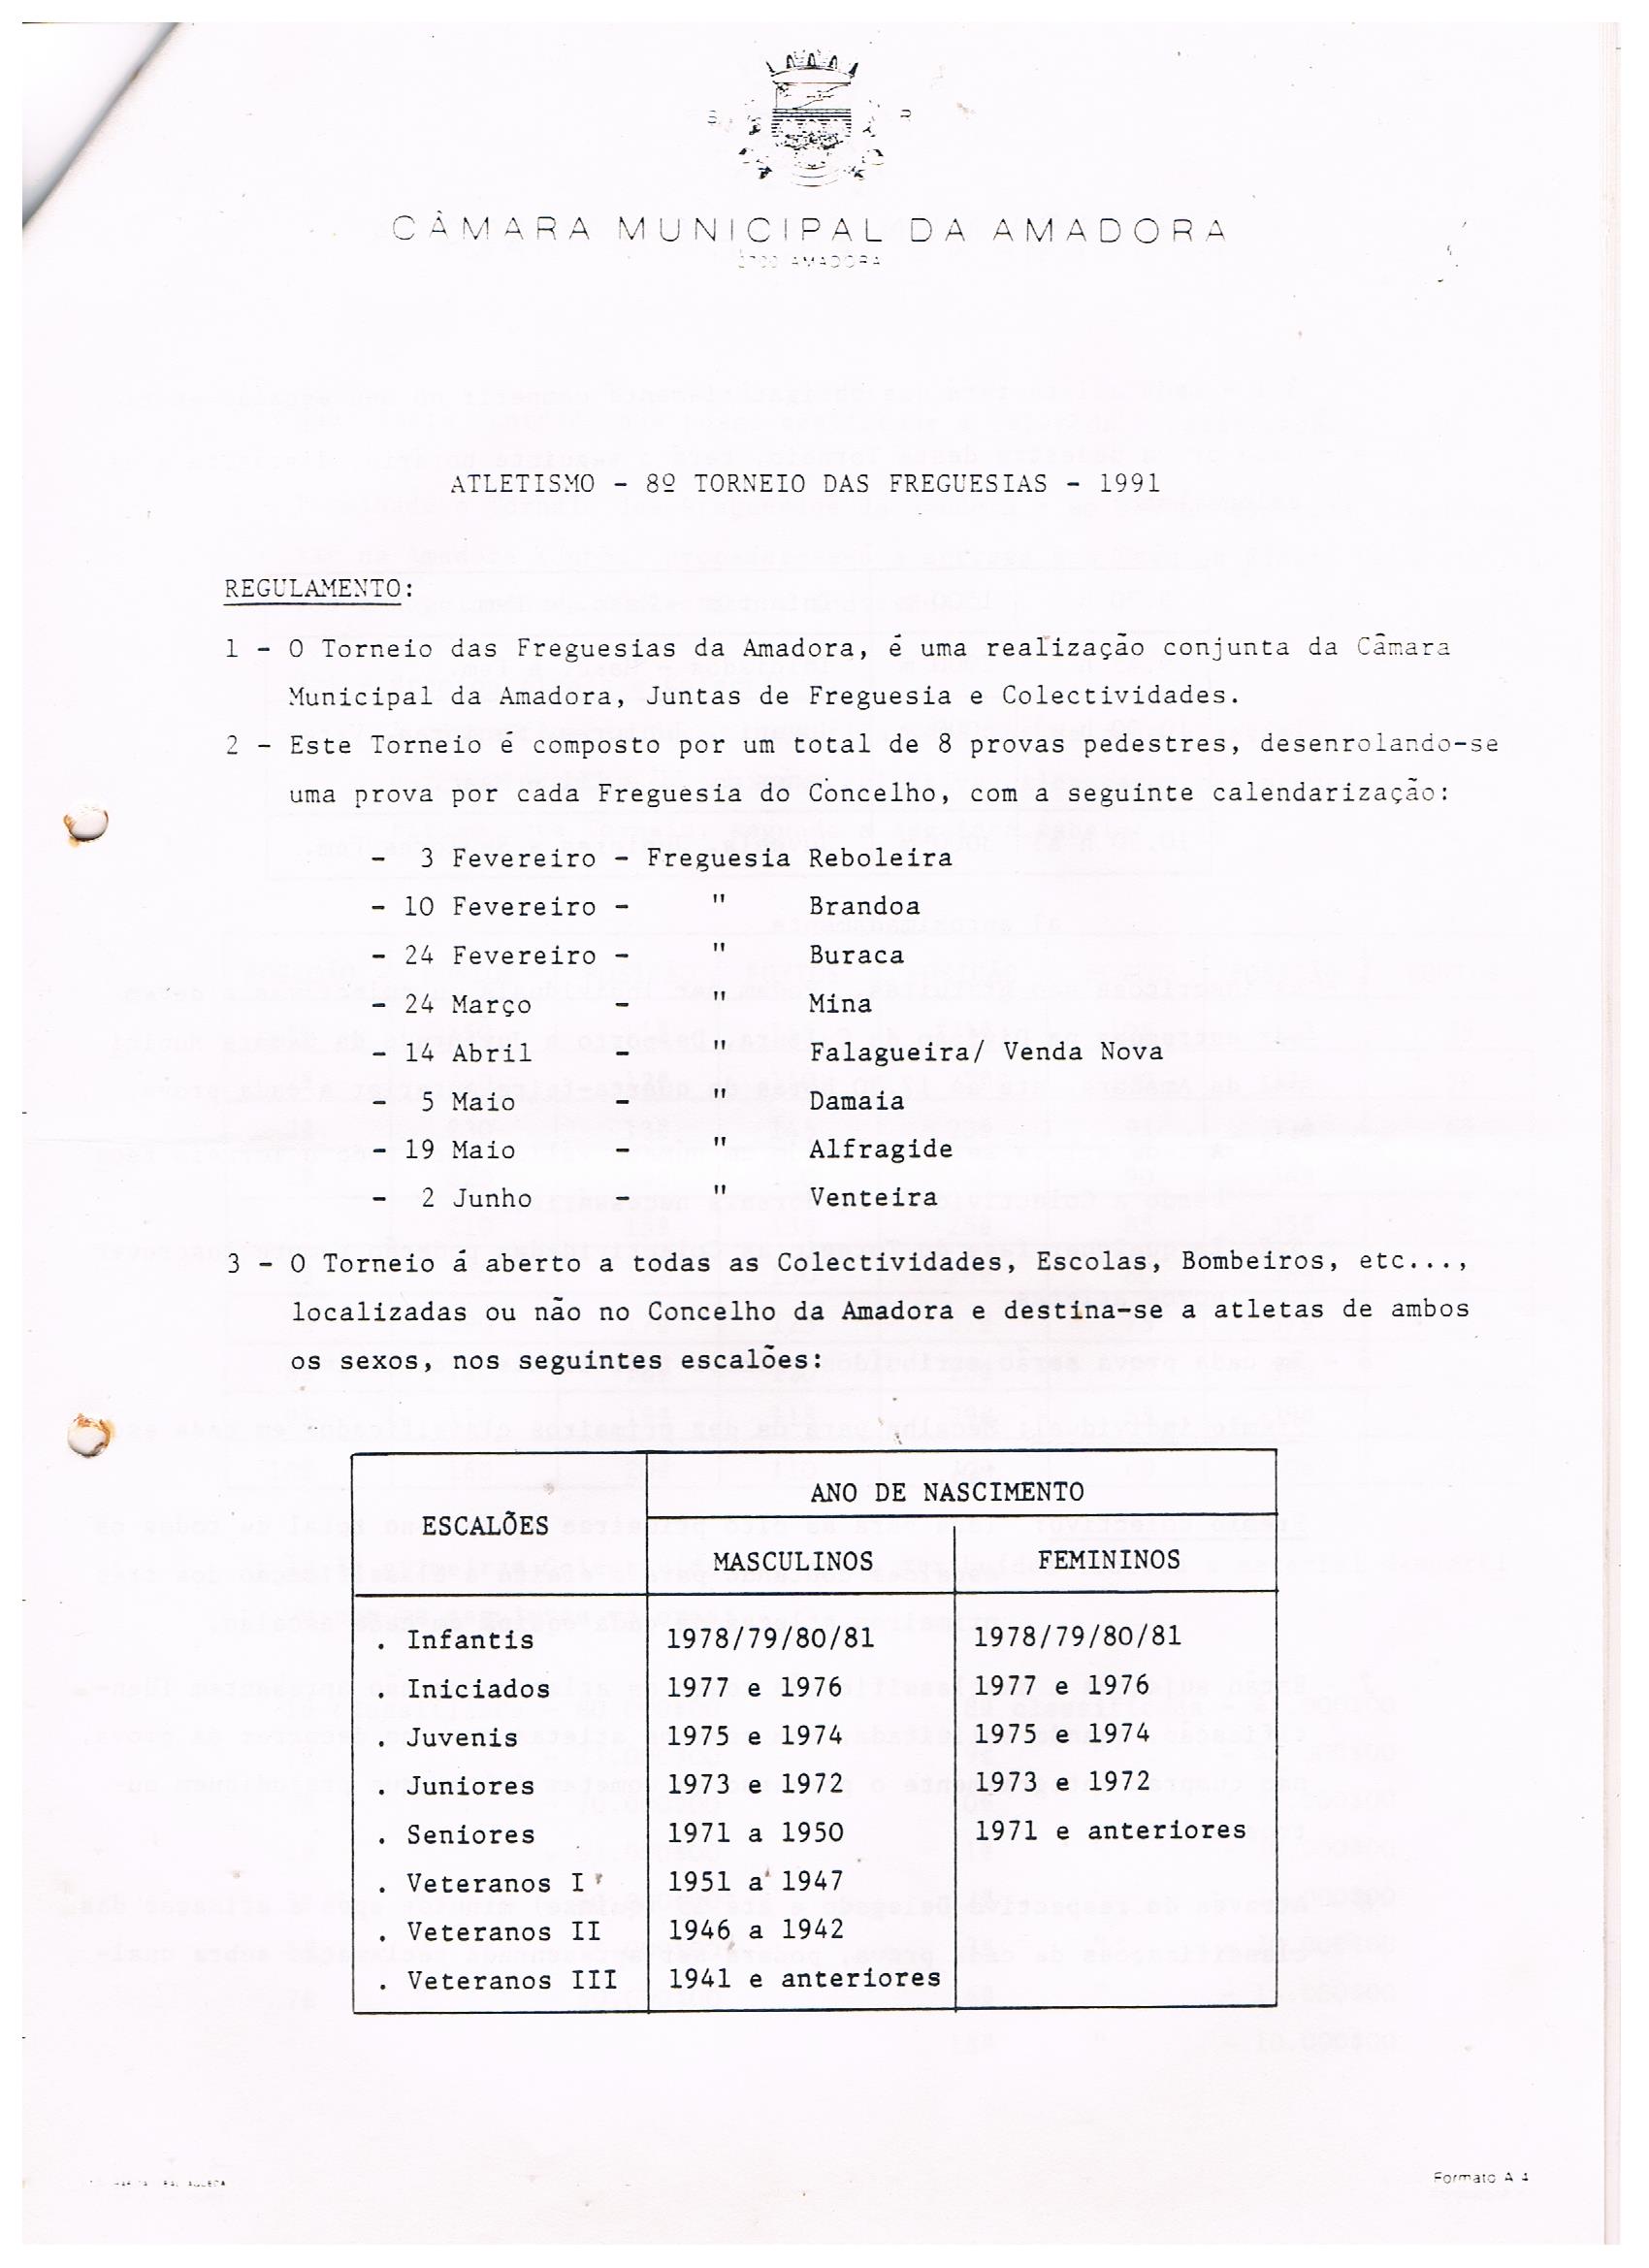 CÂMARA MUNICIPAL DA AMADORA
2700 AMADORA
ATLETISMO - 8º TORNEIO DAS FREGUESIAS - 1991
REGULAMENTO:
1 - O Torneio das Freguesias da Amadora, é uma realização conjunta da Câmara
Municipal da Amadora, Juntas de Freguesia e Colectividades.
2 - Este Torneio é composto por um total de 8 provas pedestres, desenrolando-se
uma prova por cada Freguesia do Concelho, com a seguinte calendarização:
- 3 Fevereiro - Freguesia Reboleira
- 10 Fevereiro - " Brandoa
- 24 Fevereiro - " Buraca
- 24 Março - " Mina
- 14 Abril - " Falagueira/ Venda Nova
- 5 Maio - " Damaia
- 19 Maio - " Alfragide
- 2 Junho - " Venteira
3 - O Torneio á aberto a todas as Colectividades, Escolas, Bombeiros, etc...,
localizadas ou não no Concelho da Amadora e destina-se a atletas de ambos
os sexos, nos seguintes escalões:
ANO DE NASCIMENTO
ESCALÕES
MASCULINOS FEMININOS
. Infantis 1978/79/80/81 1978/79/80/81
. Iniciados 1977 e 1976 1977 e 1976
. Juvenis 1975 e 1974 1975 e 1974
. Juniores 1973 e 1972 1973 e 1972
. Seniores 1971 a 1950 1971 e anteriores
. Veteranos I 1951 a 1947
. Veteranos II 1946 a 1942
. Veteranos III 1941 e anteriores
Formato A 4